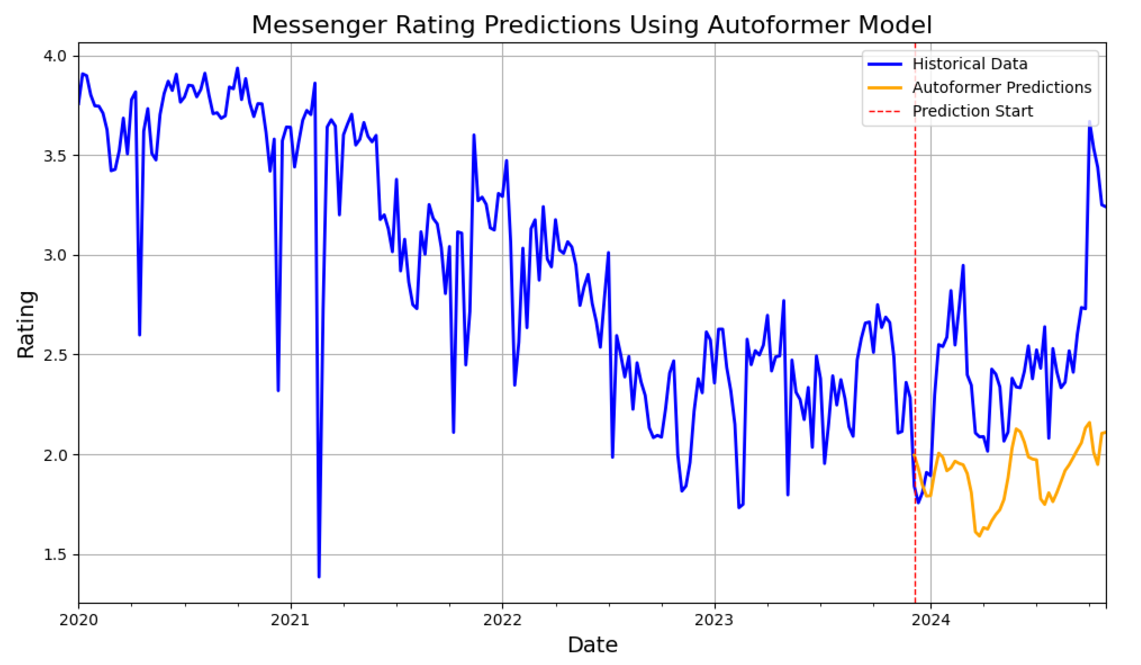 Messenger Rating Predictions Using Autoformer Model
Historical Data
Autoformer Predictions
Prediction Start
Rating
4.0
3.5
3.0
2.5
2.0
1.5
2020 2021 2022 2023 2024
Date